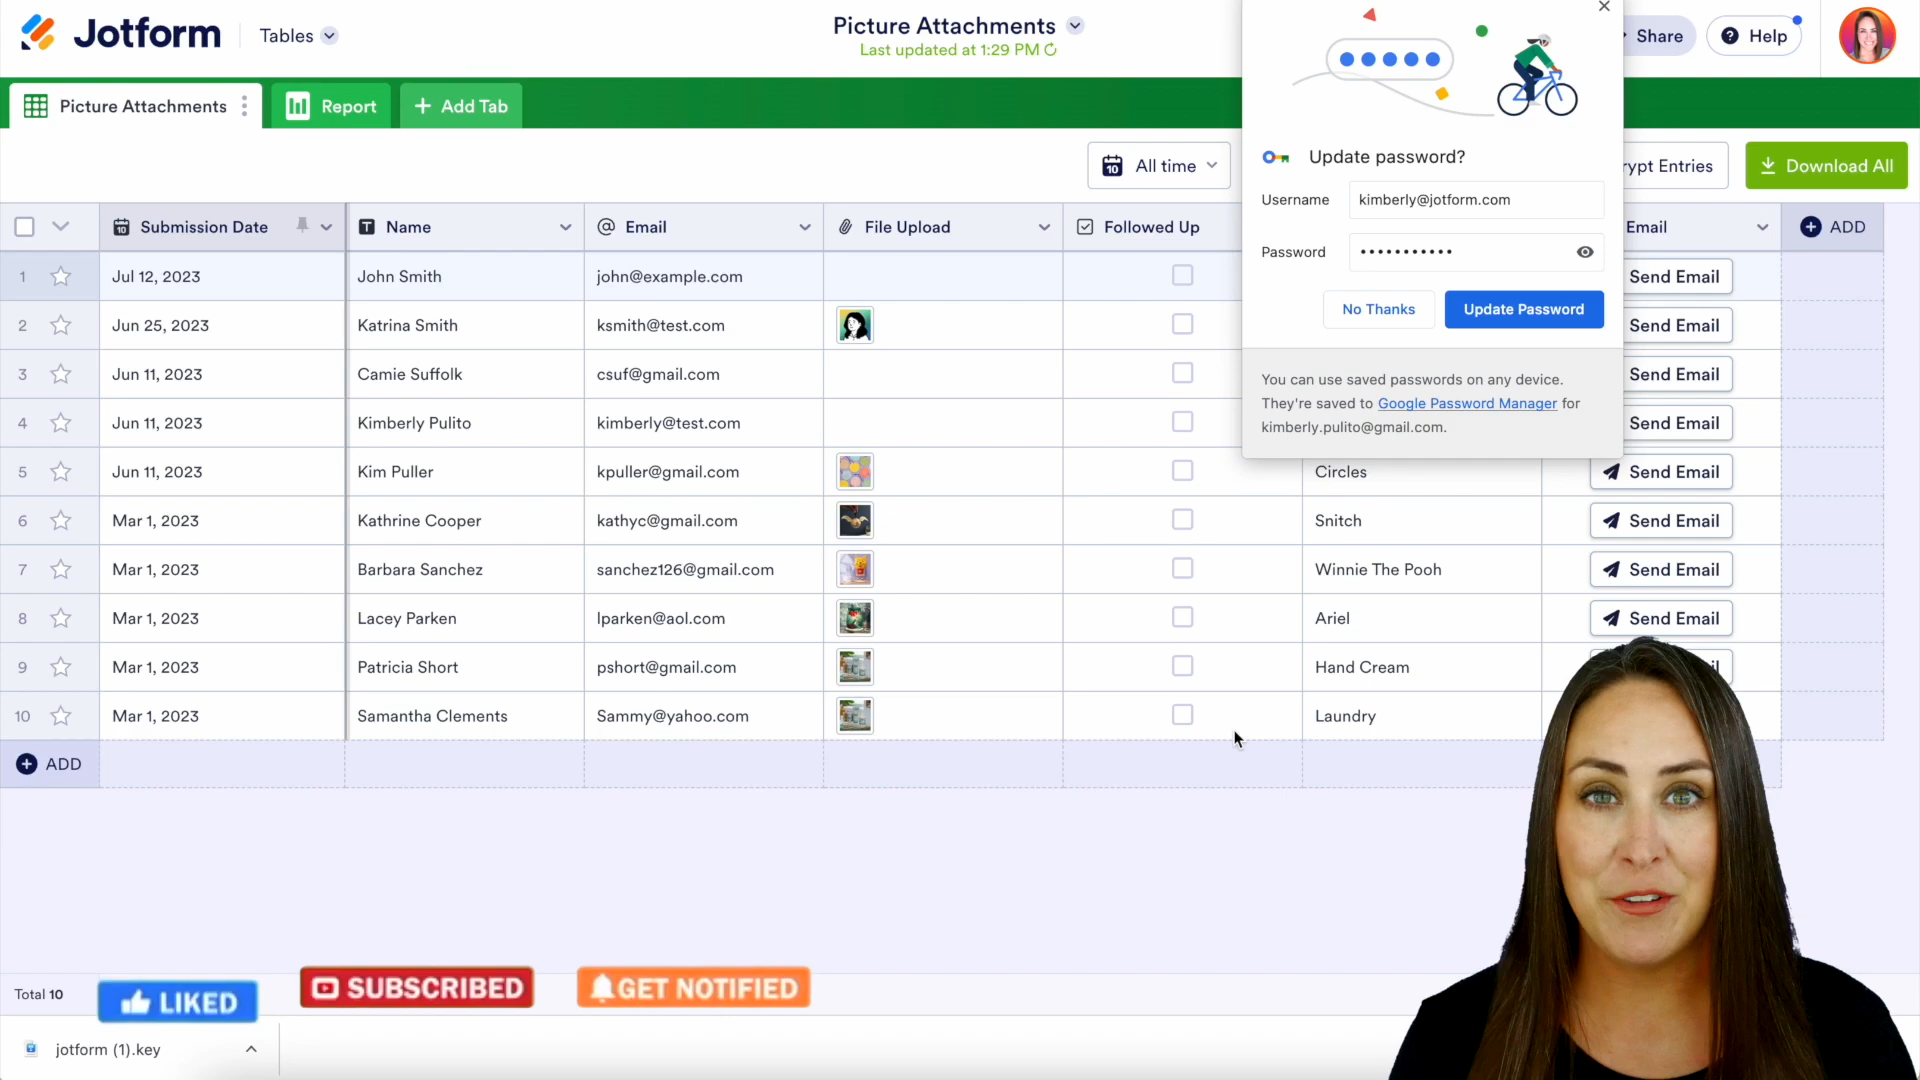 Jotform
Tables
Picture Attachments
Last updated at 1:29 PM
Share
Help
Picture Attachments
Report
+ Add Tab
All time
rypt Entries
Download All
Submission Date
Name
Email
File Upload
Followed Up
Email
ADD
1 Jul 12, 2023 John Smith john@example.com Send Email
2 Jun 25, 2023 Katrina Smith ksmith@test.com Send Email
3 Jun 11, 2023 Camie Suffolk csuf@gmail.com Send Email
4 Jun 11, 2023 Kimberly Pulito kimberly@test.com Send Email
5 Jun 11, 2023 Kim Puller kpuller@gmail.com Circles Send Email
6 Mar 1, 2023 Kathrine Cooper kathyc@gmail.com Snitch Send Email
7 Mar 1, 2023 Barbara Sanchez sanchez126@gmail.com Winnie The Pooh Send Email
8 Mar 1, 2023 Lacey Parken lparken@aol.com Ariel Send Email
9 Mar 1, 2023 Patricia Short pshort@gmail.com Hand Cream
10 Mar 1, 2023 Samantha Clements Sammy@yahoo.com Laundry
ADD
Update password?
Username kimberly@jotform.com
Password •••••••••••
No Thanks
Update Password
You can use saved passwords on any device.
They're saved to Google Password Manager for
kimberly.pulito@gmail.com.
Total 10
LIKED
SUBSCRIBED
GET NOTIFIED
jotform (1).key